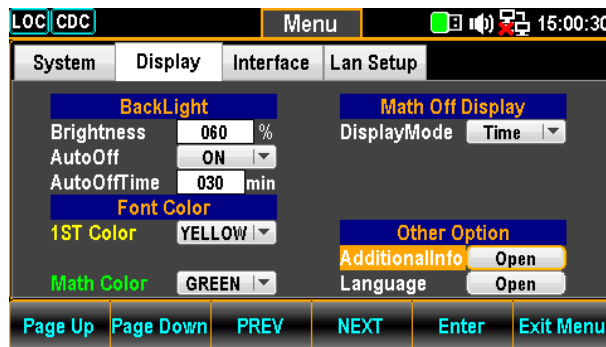 LOC CDC Menu 15:00:30
System Display Interface Lan Setup
BackLight
Brightness 060 %
AutoOff ON
AutoOffTime 030 min
Font Color
1ST Color YELLOW
Math Color GREEN
Math Off Display
DisplayMode Time
Other Option
AdditionalInfo Open
Language Open
Page Up Page Down PREV NEXT Enter Exit Menu